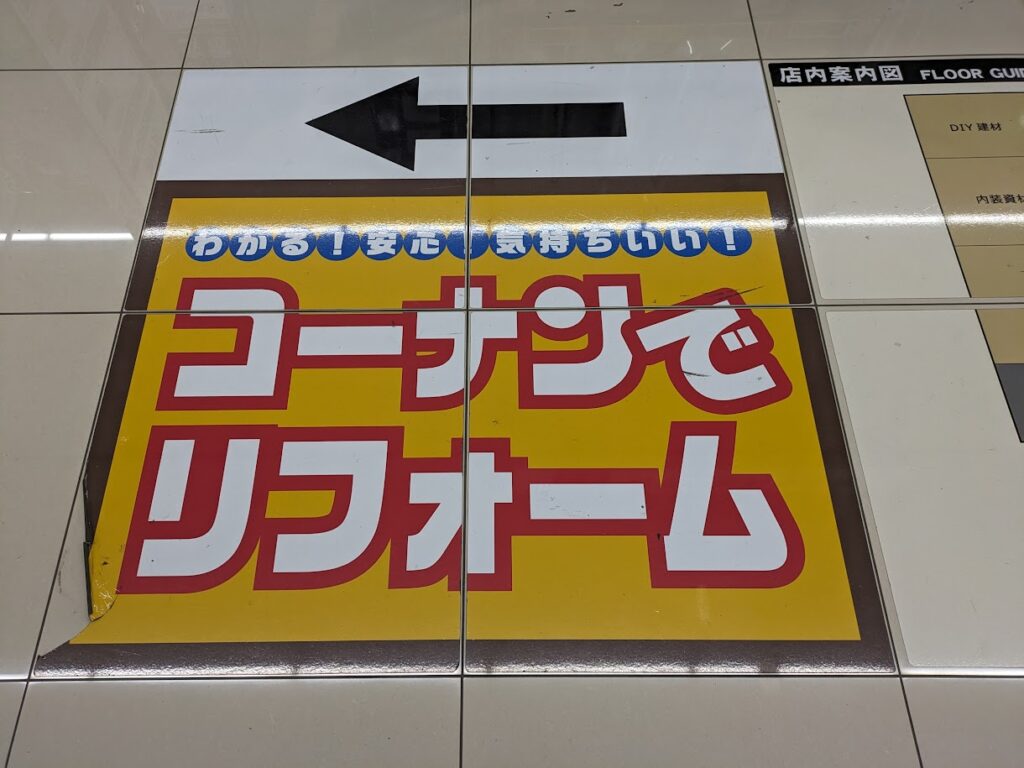 わかる！安心！気持ちいい！
コーナンで
リフォーム
店内案内図 FLOOR GUI
DIY 建材
内装資材